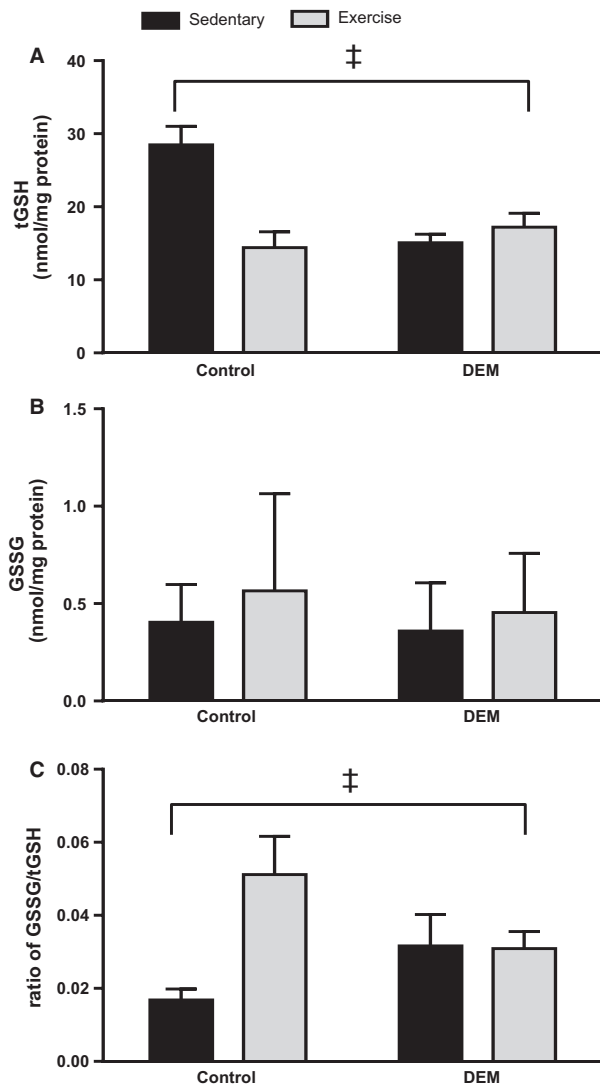 Sedentary Exercise
A
‡
tGSH
(nmol/mg protein)
40
30
20
10
0
Control DEM
B
GSSG
(nmol/mg protein)
1.5
1.0
0.5
0.0
Control DEM
C
‡
ratio of GSSG/tGSH
0.08
0.06
0.04
0.02
0.00
Control DEM